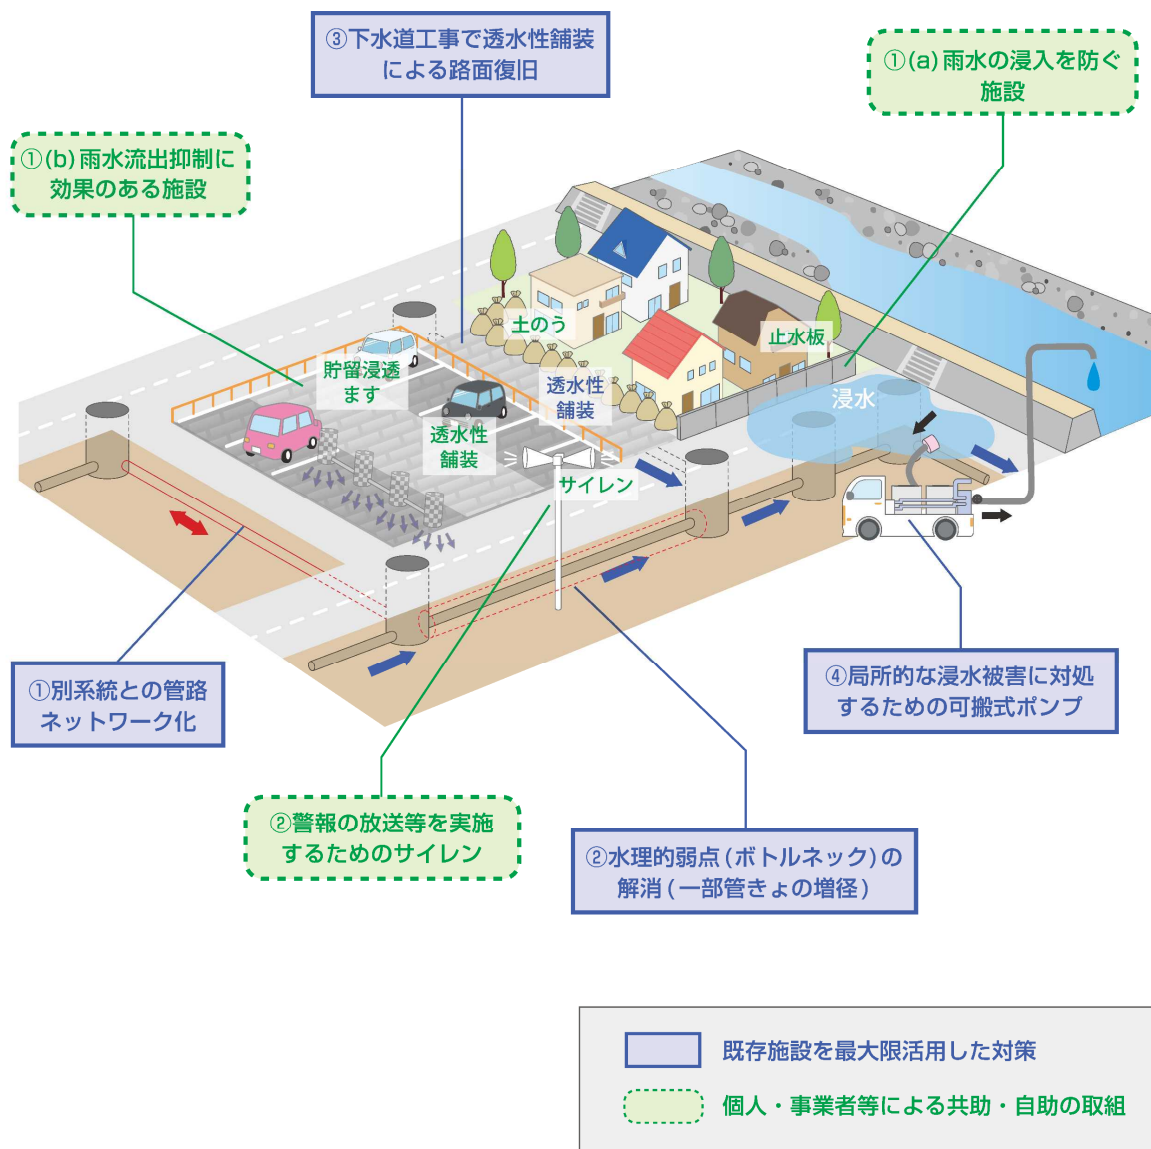 ③下水道工事で透水性舗装
による路面復旧
①(a)雨水の浸入を防ぐ
施設
①(b)雨水流出抑制に
効果のある施設
土のう
止水板
貯留浸透
ます
透水性
舗装
浸水
透水性
舗装
サイレン
①別系統との管路
ネットワーク化
④局所的な浸水被害に対処
するための可搬式ポンプ
②警報の放送等を実施
するためのサイレン
②水理的弱点(ボトルネック)の
解消(一部管きょの増径)
既存施設を最大限活用した対策
個人・事業者等による共助・自助の取組